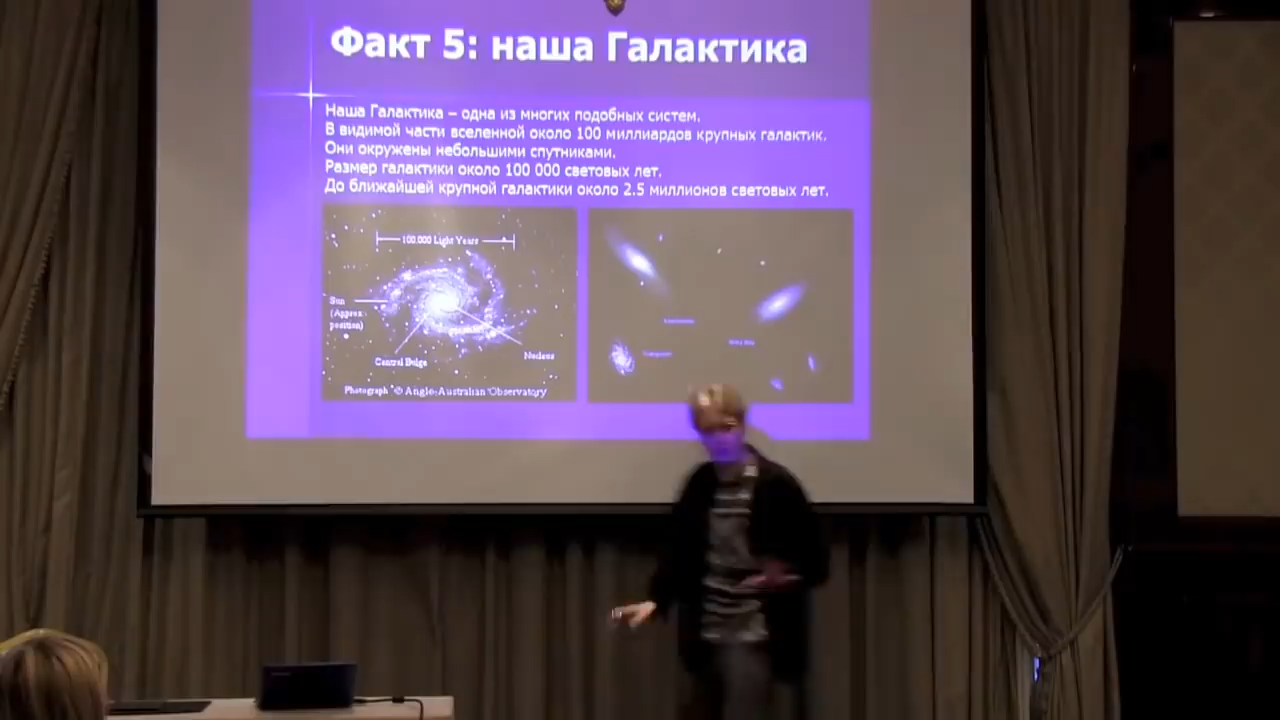 Факт 5: наша Галактика
Наша Галактика – одна из многих подобных систем.
В видимой части вселенной около 100 миллиардов крупных галактик.
Они окружены небольшими спутниками.
Размер галактики около 100 000 световых лет.
До ближайшей крупной галактики около 2.5 миллионов световых лет.
100,000 Light Years
Sun
(Approx
position)
Central Bulge
Nucleus
Photograph © Anglo-Australian Observatory